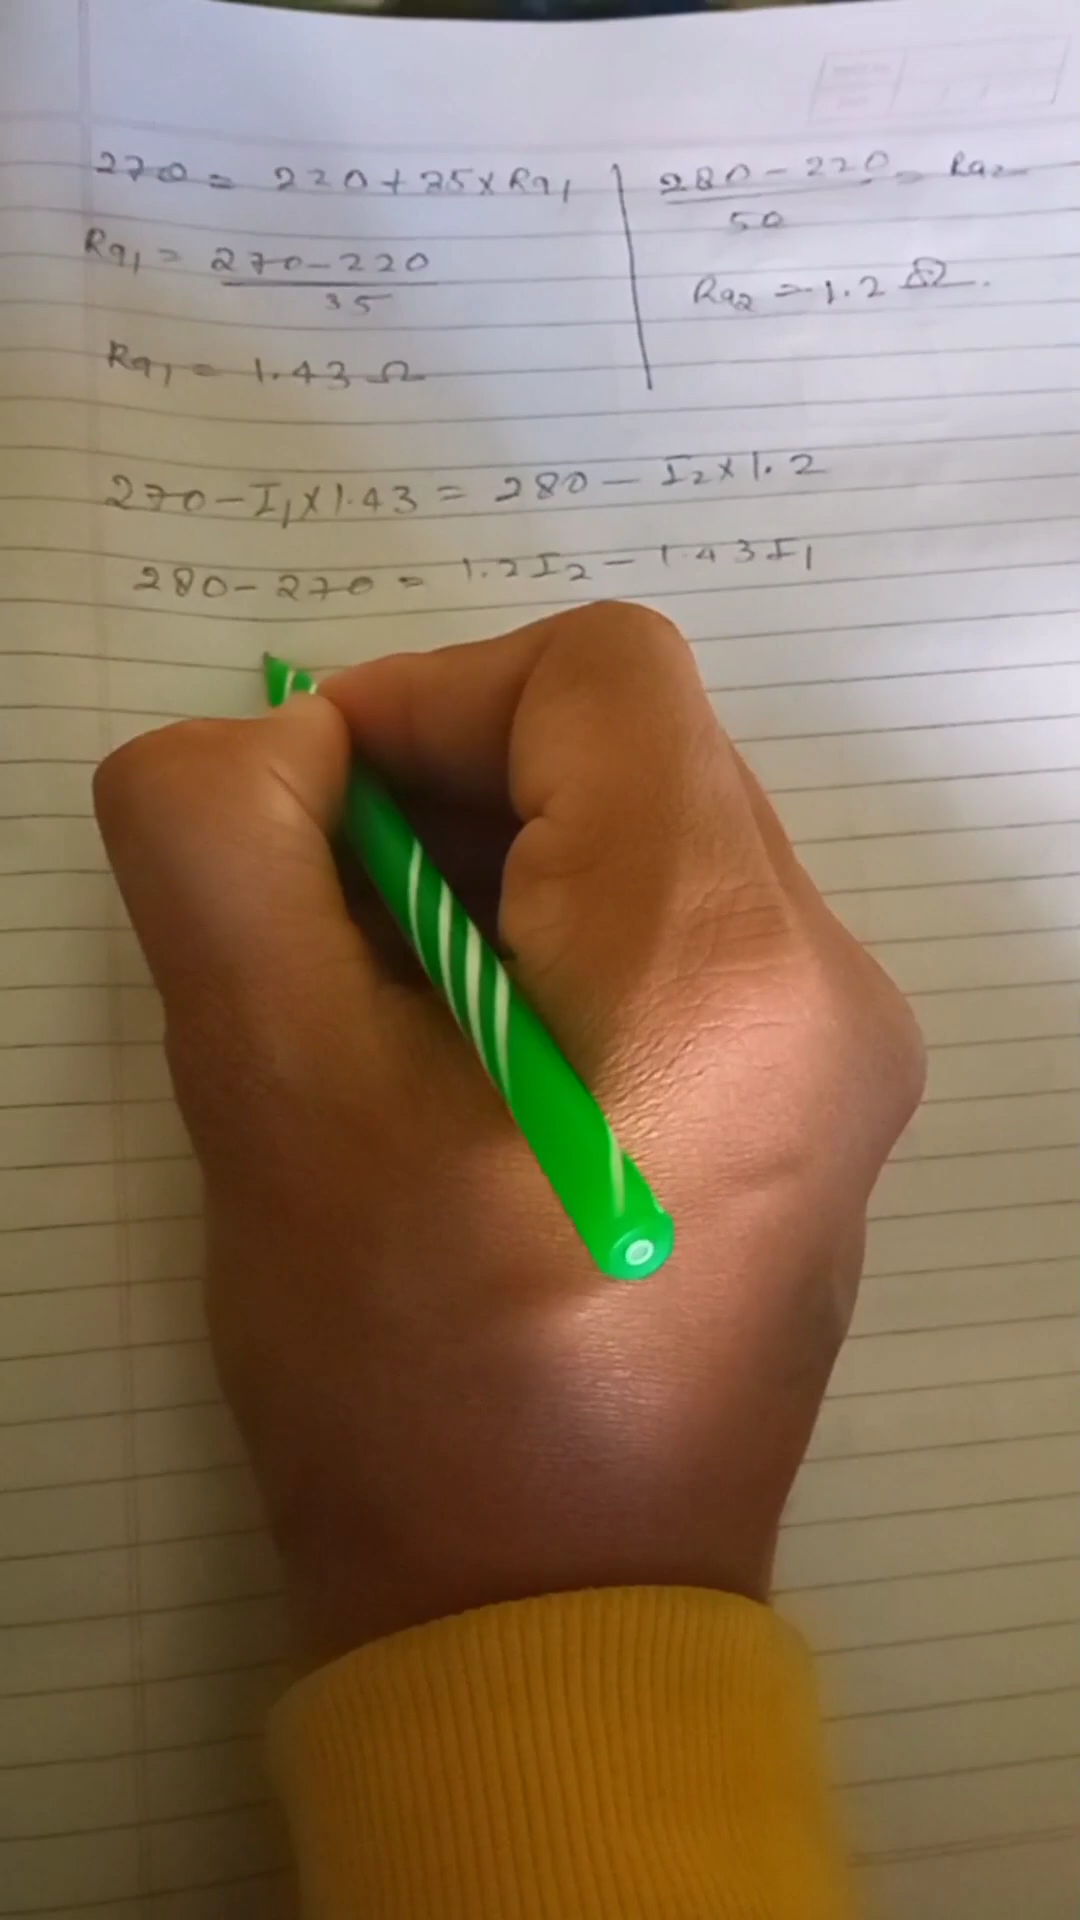 270 = 220 + 35 x Ra1
Ra1 = 270 - 220 / 35
Ra1 = 1.43 Ω
280 - 220 / 50 = Ra2
Ra2 = 1.2 Ω.
270 - I1 x 1.43 = 280 - I2 x 1.2
280 - 270 = 1.2 I2 - 1.43 I1